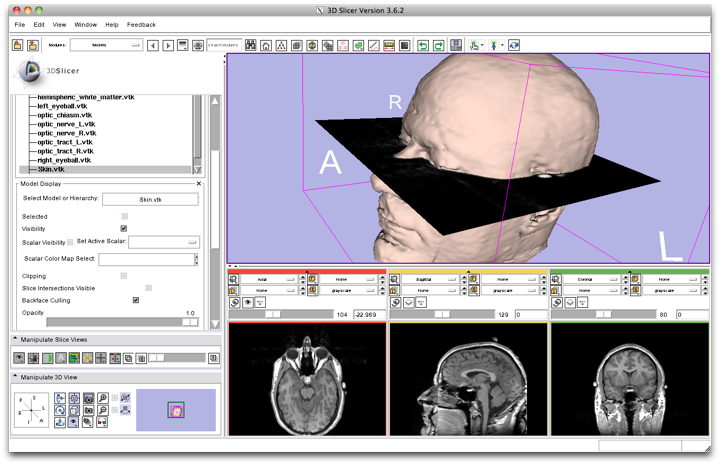 3D Slicer Version 3.6.2
File Edit View Window Help Feedback
Modules: Models
3DSlicer
hemispheric_white_matter.vtk
left_eyeball.vtk
optic_chiasm.vtk
optic_nerve_L.vtk
optic_nerve_R.vtk
optic_tract_L.vtk
optic_tract_R.vtk
right_eyeball.vtk
Skin.vtk
Model Display
Select Model or Hierarchy: Skin.vtk
Selected
Visibility
Scalar Visibility Set Active Scalar:
Scalar Color Map Select:
Clipping
Slice Intersections Visible
Backface Culling
Opacity 1.0
Manipulate Slice Views
Manipulate 3D View
P S
L
R
A I
R
A
L
Axial None
None grayscale
104 -22.969
Sagittal None
None grayscale
129 0
Coronal None
None grayscale
80 0